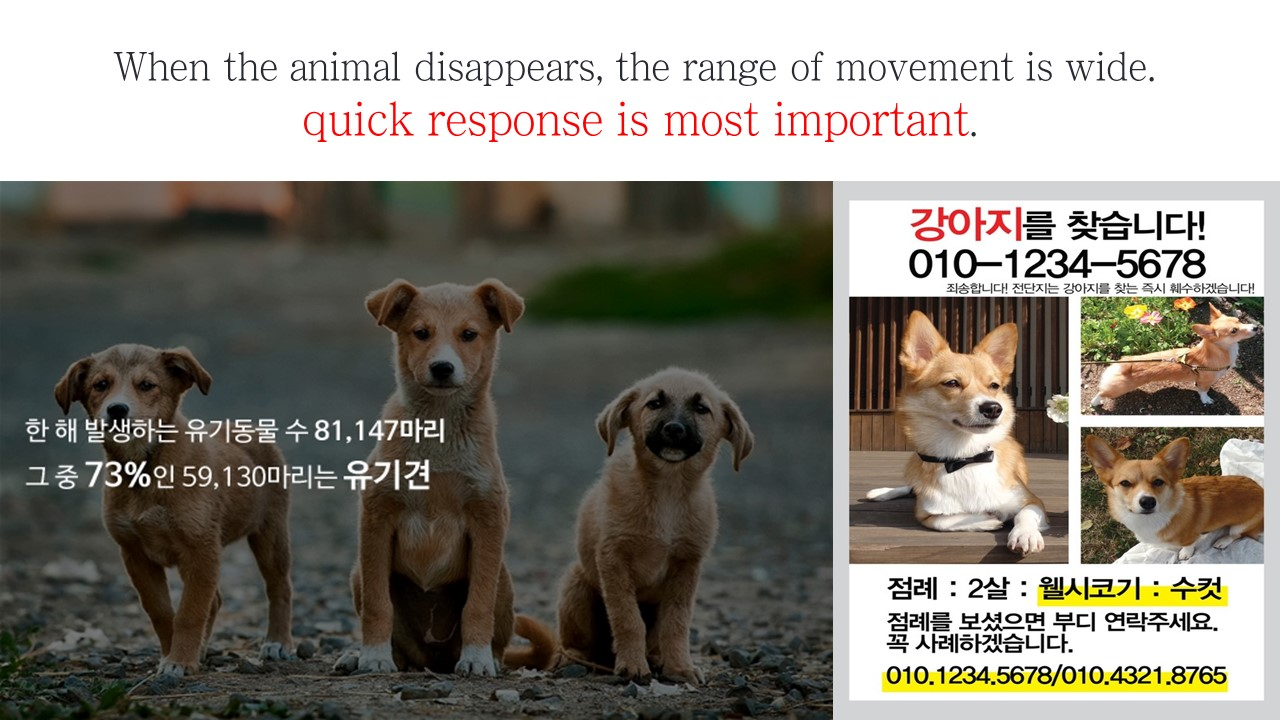 When the animal disappears, the range of movement is wide.
quick response is most important.
한 해 발생하는 유기동물 수 81,147마리
그 중 73%인 59,130마리는 유기견
강아지를 찾습니다!
010-1234-5678
죄송합니다! 전단지는 강아지를 찾는 즉시 훼수하겠습니다!
점례 : 2살 : 웰시코기 : 수컷
점례를 보셨으면 부디 연락주세요.
꼭 사례하겠습니다.
010.1234.5678/010.4321.8765